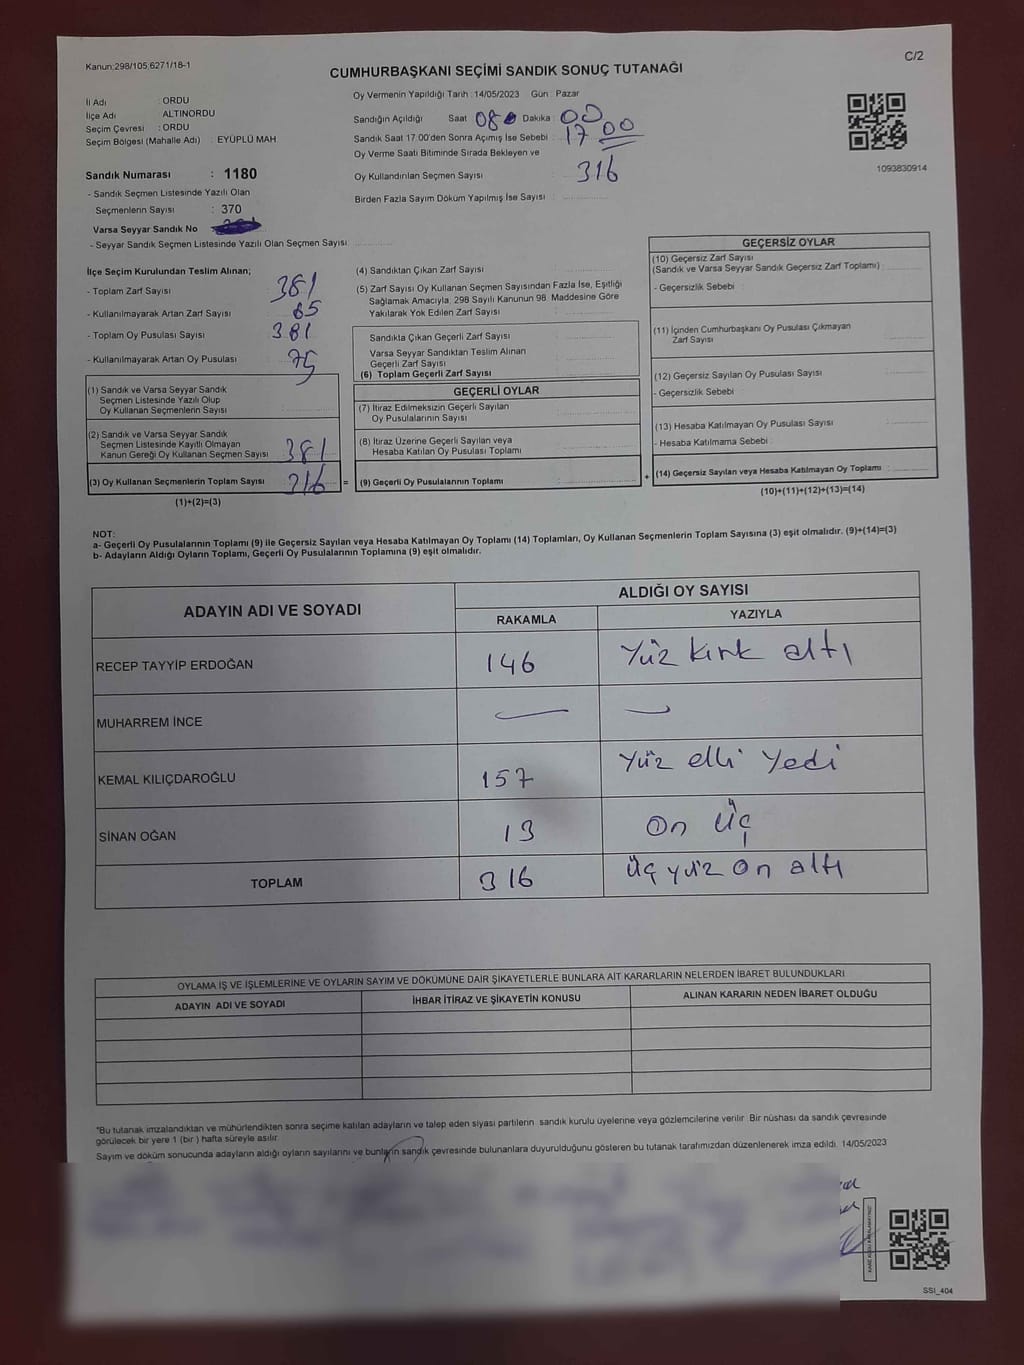 Kanun:298/105,6271/18-1
C/2
CUMHURBAŞKANI SEÇİMİ SANDIK SONUÇ TUTANAĞI
İl Adı : ORDU
İlçe Adı : ALTINORDU
Seçim Çevresi : ORDU
Seçim Bölgesi (Mahalle Adı) : EYÜPLÜ MAH
Oy Vermenin Yapıldığı Tarih : 14/05/2023 Gün : Pazar
Sandığın Açıldığı Saat 08 Dakika : 00
Sandık Saat 17.00'den Sonra Açımış İse Sebebi : 17 00
Oy Verme Saati Bitiminde Sırada Bekleyen ve
Oy Kullandırılan Seçmen Sayısı : 316
Birden Fazla Sayım Döküm Yapılmış İse Sayısı :
1093830914
Sandık Numarası : 1180
- Sandık Seçmen Listesinde Yazılı Olan
Seçmenlerin Sayısı : 370
Varsa Seyyar Sandık No
- Seyyar Sandık Seçmen Listesinde Yazılı Olan Seçmen Sayısı
İlçe Seçim Kurulundan Teslim Alınan;
- Toplam Zarf Sayısı 381
- Kullanılmayarak Artan Zarf Sayısı 65
- Toplam Oy Pusulası Sayısı 381
- Kullanılmayarak Artan Oy Pusulası 75
(1) Sandık ve Varsa Seyyar Sandık
Seçmen Listesinde Yazılı Olup
Oy Kullanan Seçmenlerin Sayısı
(2) Sandık ve Varsa Seyyar Sandık
Seçmen Listesinde Kayıtlı Olmayan
Kanun Gereği Oy Kullanan Seçmen Sayısı 381
(3) Oy Kullanan Seçmenlerin Toplam Sayısı 316 =
(1)+(2)=(3)
(4) Sandıktan Çıkan Zarf Sayısı :
(5) Zarf Sayısı Oy Kullanan Seçmen Sayısından Fazla İse, Eşitliği
Sağlamak Amacıyla, 298 Sayılı Kanunun 98. Maddesine Göre
Yakılarak Yok Edilen Zarf Sayısı :
Sandıkta Çıkan Geçerli Zarf Sayısı :
Varsa Seyyar Sandıktan Teslim Alınan
Geçerli Zarf Sayısı
(6) Toplam Geçerli Zarf Sayısı
GEÇERLİ OYLAR
(7) İtiraz Edilmeksizin Geçerli Sayılan
Oy Pusulalarının Sayısı :
(8) İtiraz Üzerine Geçerli Sayılan veya
Hesaba Katılan Oy Pusulası Toplamı :
(9) Geçerli Oy Pusulalarının Toplamı : +
GEÇERSİZ OYLAR
(10) Geçersiz Zarf Sayısı
(Sandık ve Varsa Seyyar Sandık Geçersiz Zarf Toplamı) :
- Geçersizlik Sebebi :
(11) İçinden Cumhurbaşkanı Oy Pusulası Çıkmayan
Zarf Sayısı
(12) Geçersiz Sayılan Oy Pusulası Sayısı :
- Geçersizlik Sebebi
(13) Hesaba Katılmayan Oy Pusulası Sayısı :
- Hesaba Katılmama Sebebi :
(14) Geçersiz Sayılan veya Hesaba Katılmayan Oy Toplamı :
(10)+(11)+(12)+(13)=(14)
NOT:
a- Geçerli Oy Pusulalarının Toplamı (9) ile Geçersiz Sayılan veya Hesaba Katılmayan Oy Toplamı (14) Toplamları, Oy Kullanan Seçmenlerin Toplam Sayısına (3) eşit olmalıdır. (9)+(14)=(3)
b- Adayların Aldığı Oyların Toplamı, Geçerli Oy Pusulalarının Toplamına (9) eşit olmalıdır.
ADAYIN ADI VE SOYADI
ALDIĞI OY SAYISI
RAKAMLA
YAZIYLA
RECEP TAYYİP ERDOĞAN 146 Yüz kırk altı
MUHARREM İNCE — —
KEMAL KILIÇDAROĞLU 157 Yüz elli Yedi
SİNAN OĞAN 13 On üç
TOPLAM 316 üç yüz on altı
OYLAMA İŞ VE İŞLEMLERİNE VE OYLARIN SAYIM VE DÖKÜMÜNE DAİR ŞİKAYETLERLE BUNLARA AİT KARARLARIN NELERDEN İBARET BULUNDUKLARI
ADAYIN ADI VE SOYADI
İHBAR İTİRAZ VE ŞİKAYETİN KONUSU
ALINAN KARARIN NEDEN İBARET OLDUĞU
*Bu tutanak imzalandıktan ve mühürlendikten sonra seçime katılan adayların ve talep eden siyasi partilerin sandık kurulu üyelerine veya gözlemcilerine verilir. Bir nüshası da sandık çevresinde
görülecek bir yere 1 (bir ) hafta süreyle asılır.
Sayım ve döküm sonucunda adayların aldığı oyların sayılarını ve bunların sandık çevresinde bulunanlara duyurulduğunu gösteren bu tutanak tarafımızdan düzenlenerek imza edildi. 14/05/2023
SSI_404